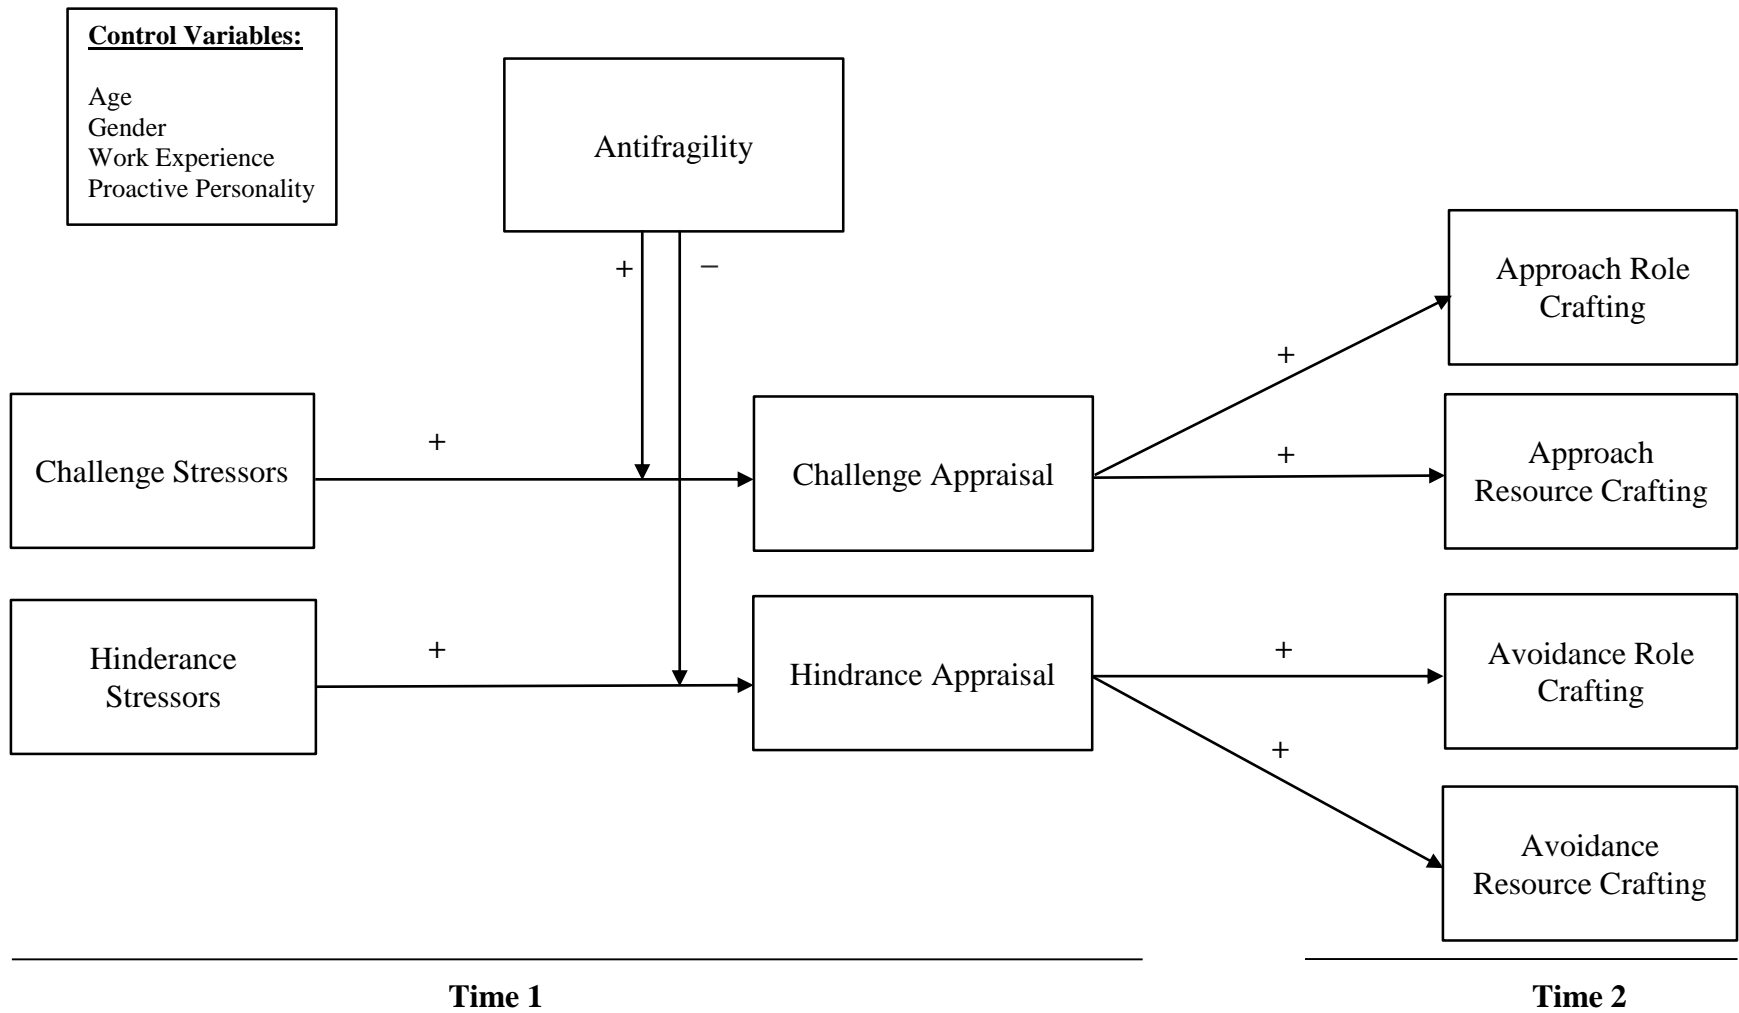 Control Variables:
Age
Gender
Work Experience
Proactive Personality
Antifragility
+
–
Approach Role
Crafting
+
+
Challenge Stressors
+
Challenge Appraisal
Approach
Resource Crafting
Hinderance
Stressors
+
Hindrance Appraisal
+
Avoidance Role
Crafting
+
Avoidance
Resource Crafting
Time 1
Time 2